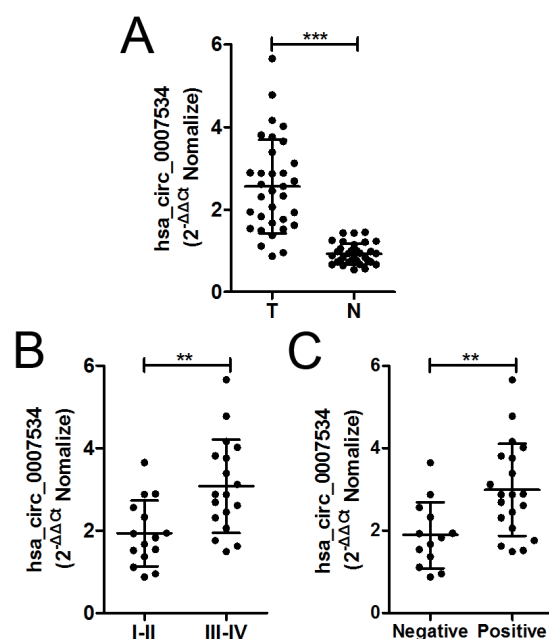 A
***
6
4
2
0
hsa_circ_0007534
(2-ΔΔCt Nomalize)
T N
B
**
6
4
2
0
hsa_circ_0007534
(2-ΔΔCt Nomalize)
I-II III-IV
C
**
6
4
2
0
hsa_circ_0007534
(2-ΔΔCt Nomalize)
Negative Positive